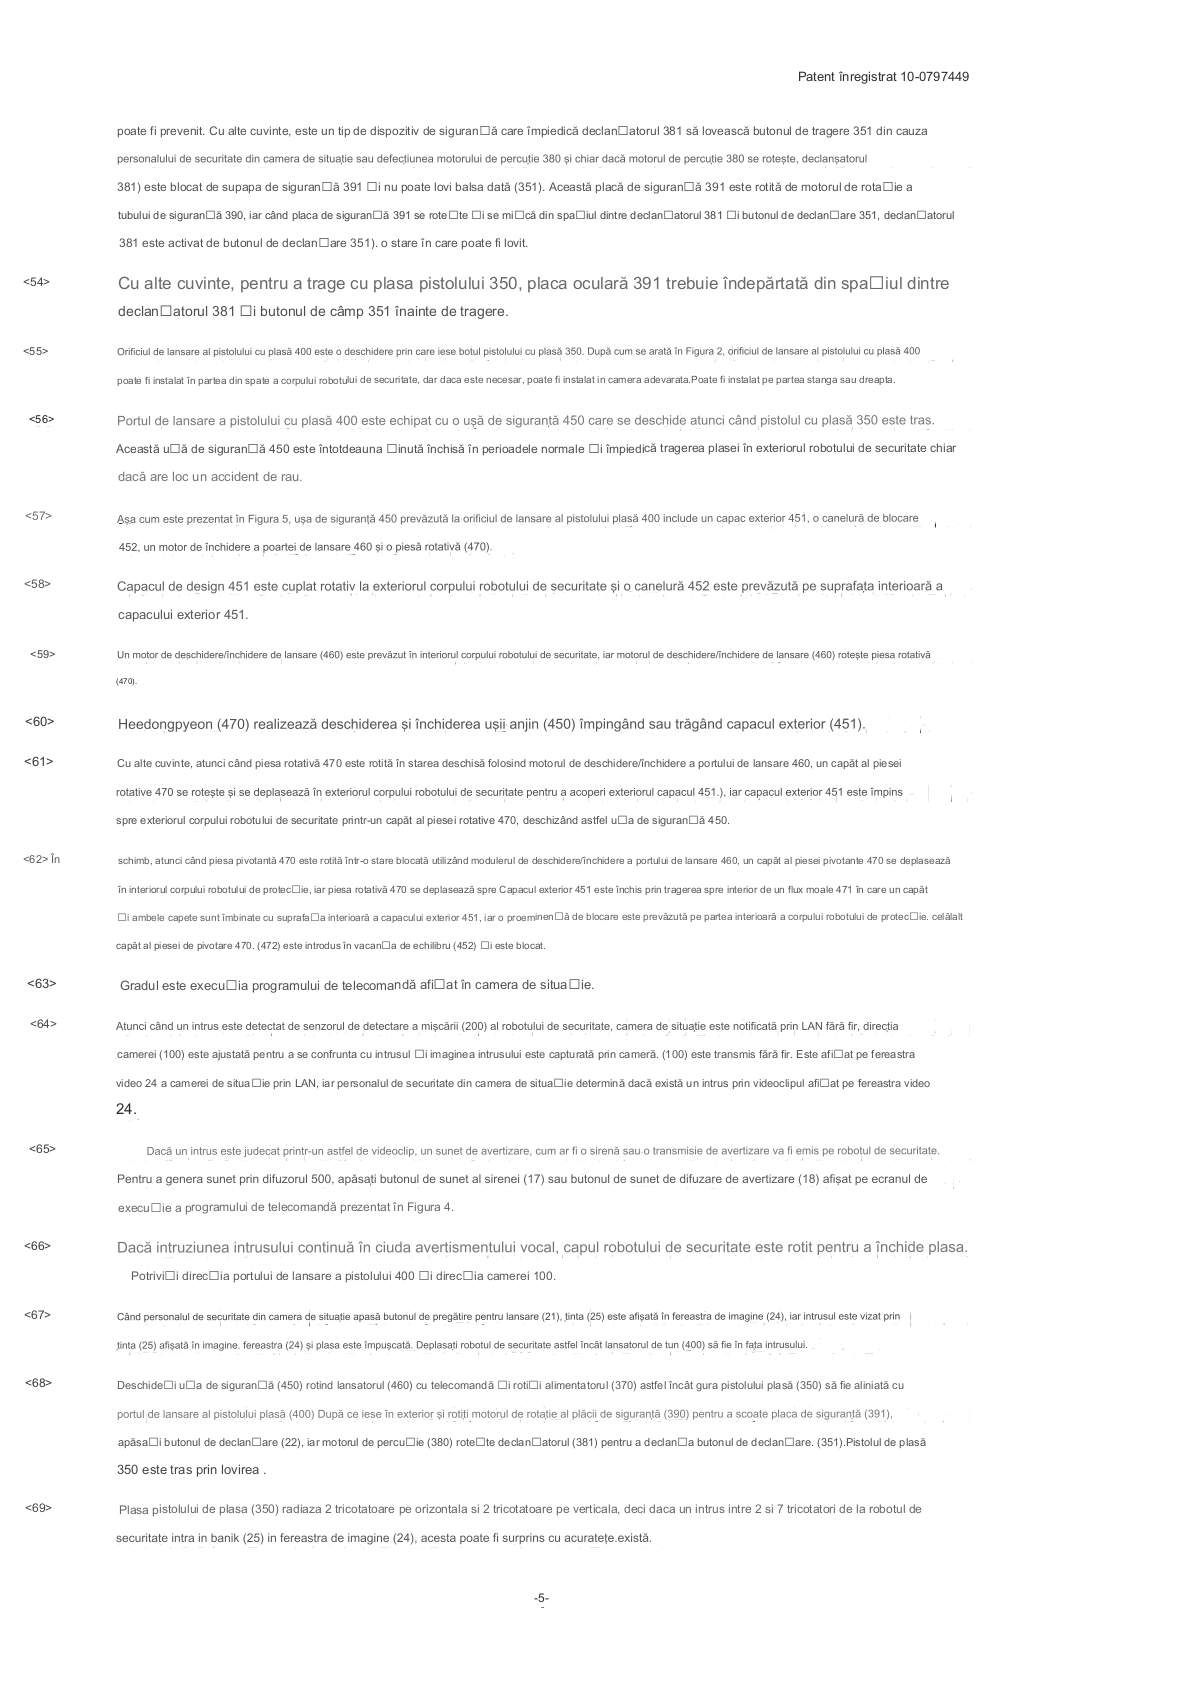 Patent înregistrat 10-0797449
poate fi prevenit. Cu alte cuvinte, este un tip de dispozitiv de siguran□ă care împiedică declan□atorul 381 să lovească butonul de tragere 351 din cauza
personalului de securitate din camera de situație sau defecțiunea motorului de percuție 380 și chiar dacă motorul de percuție 380 se rotește, declanșatorul
381) este blocat de supapa de siguran□ă 391 □i nu poate lovi balsa dată (351). Această placă de siguran□ă 391 este rotită de motorul de rota□ie a
tubului de siguran□ă 390, iar când placa de siguran□ă 391 se rote□te □i se mi□că din spa□iul dintre declan□atorul 381 □i butonul de declan□are 351, declan□atorul
381 este activat de butonul de declan□are 351). o stare în care poate fi lovit.
<54> Cu alte cuvinte, pentru a trage cu plasa pistolului 350, placa oculară 391 trebuie îndepărtată din spa□iul dintre
declan□atorul 381 □i butonul de câmp 351 înainte de tragere.
<55> Orificiul de lansare al pistolului cu plasă 400 este o deschidere prin care iese botul pistolului cu plasă 350. După cum se arată în Figura 2, orificiul de lansare al pistolului cu plasă 400
poate fi instalat în partea din spate a corpului robotului de securitate, dar daca este necesar, poate fi instalat in camera adevarata.Poate fi instalat pe partea stanga sau dreapta.
<56> Portul de lansare a pistolului cu plasă 400 este echipat cu o ușă de siguranță 450 care se deschide atunci când pistolul cu plasă 350 este tras.
Această u□ă de siguran□ă 450 este întotdeauna □inută închisă în perioadele normale □i împiedică tragerea plasei în exteriorul robotului de securitate chiar
dacă are loc un accident de rau.
<57> Așa cum este prezentat în Figura 5, ușa de siguranță 450 prevăzută la orificiul de lansare al pistolului plasă 400 include un capac exterior 451, o canelură de blocare
452, un motor de închidere a poartei de lansare 460 și o piesă rotativă (470).
<58> Capacul de design 451 este cuplat rotativ la exteriorul corpului robotului de securitate și o canelură 452 este prevăzută pe suprafața interioară a
capacului exterior 451.
<59> Un motor de deschidere/închidere de lansare (460) este prevăzut în interiorul corpului robotului de securitate, iar motorul de deschidere/închidere de lansare (460) rotește piesa rotativă
(470).
<60> Heedongpyeon (470) realizează deschiderea și închiderea ușii anjin (450) împingând sau trăgând capacul exterior (451).
<61> Cu alte cuvinte, atunci când piesa rotativă 470 este rotită în starea deschisă folosind motorul de deschidere/închidere a portului de lansare 460, un capăt al piesei
rotative 470 se rotește și se deplasează în exteriorul corpului robotului de securitate pentru a acoperi exteriorul capacul 451.), iar capacul exterior 451 este împins
spre exteriorul corpului robotului de securitate printr-un capăt al piesei rotative 470, deschizând astfel u□a de siguran□ă 450.
<62> În schimb, atunci când piesa pivotantă 470 este rotită într-o stare blocată utilizând modulerul de deschidere/închidere a portului de lansare 460, un capăt al piesei pivotante 470 se deplasează
în interiorul corpului robotului de protec□ie, iar piesa rotativă 470 se deplasează spre Capacul exterior 451 este închis prin tragerea spre interior de un flux moale 471 în care un capăt
□i ambele capete sunt îmbinate cu suprafa□a interioară a capacului exterior 451, iar o proeminen□ă de blocare este prevăzută pe partea interioară a corpului robotului de protec□ie. celălalt
capăt al piesei de pivotare 470. (472) este introdus în vacan□a de echilibru (452) □i este blocat.
<63> Gradul este execu□ia programului de telecomandă afi□at în camera de situa□ie.
<64> Atunci când un intrus este detectat de senzorul de detectare a mișcării (200) al robotului de securitate, camera de situație este notificată prin LAN fără fir, direcția
camerei (100) este ajustată pentru a se confrunta cu intrusul □i imaginea intrusului este capturată prin cameră. (100) este transmis fără fir. Este afi□at pe fereastra
video 24 a camerei de situa□ie prin LAN, iar personalul de securitate din camera de situa□ie determină dacă există un intrus prin videoclipul afi□at pe fereastra video
24.
<65> Dacă un intrus este judecat printr-un astfel de videoclip, un sunet de avertizare, cum ar fi o sirenă sau o transmisie de avertizare va fi emis pe robotul de securitate.
Pentru a genera sunet prin difuzorul 500, apăsați butonul de sunet al sirenei (17) sau butonul de sunet de difuzare de avertizare (18) afișat pe ecranul de
execu□ie a programului de telecomandă prezentat în Figura 4.
<66> Dacă intruziunea intrusului continuă în ciuda avertismentului vocal, capul robotului de securitate este rotit pentru a închide plasa.
Potrivi□i direc□ia portului de lansare a pistolului 400 □i direc□ia camerei 100.
<67> Când personalul de securitate din camera de situație apasă butonul de pregătire pentru lansare (21), ținta (25) este afișată în fereastra de imagine (24), iar intrusul este vizat prin
ținta (25) afișată în imagine. fereastra (24) și plasa este împușcată. Deplasați robotul de securitate astfel încât lansatorul de tun (400) să fie în fața intrusului.
<68> Deschide□i u□a de siguran□ă (450) rotind lansatorul (460) cu telecomandă □i roti□i alimentatorul (370) astfel încât gura pistolului plasă (350) să fie aliniată cu
portul de lansare al pistolului plasă (400) După ce iese în exterior și rotiți motorul de rotație al plăcii de siguranță (390) pentru a scoate placa de siguranță (391),
apăsa□i butonul de declan□are (22), iar motorul de percu□ie (380) rote□te declan□atorul (381) pentru a declan□a butonul de declan□are. (351).Pistolul de plasă
350 este tras prin lovirea .
<69> Plasa pistolului de plasa (350) radiaza 2 tricotatoare pe orizontala si 2 tricotatoare pe verticala, deci daca un intrus intre 2 si 7 tricotatori de la robotul de
securitate intra in banik (25) in fereastra de imagine (24), acesta poate fi surprins cu acuratețe.există.
-5-